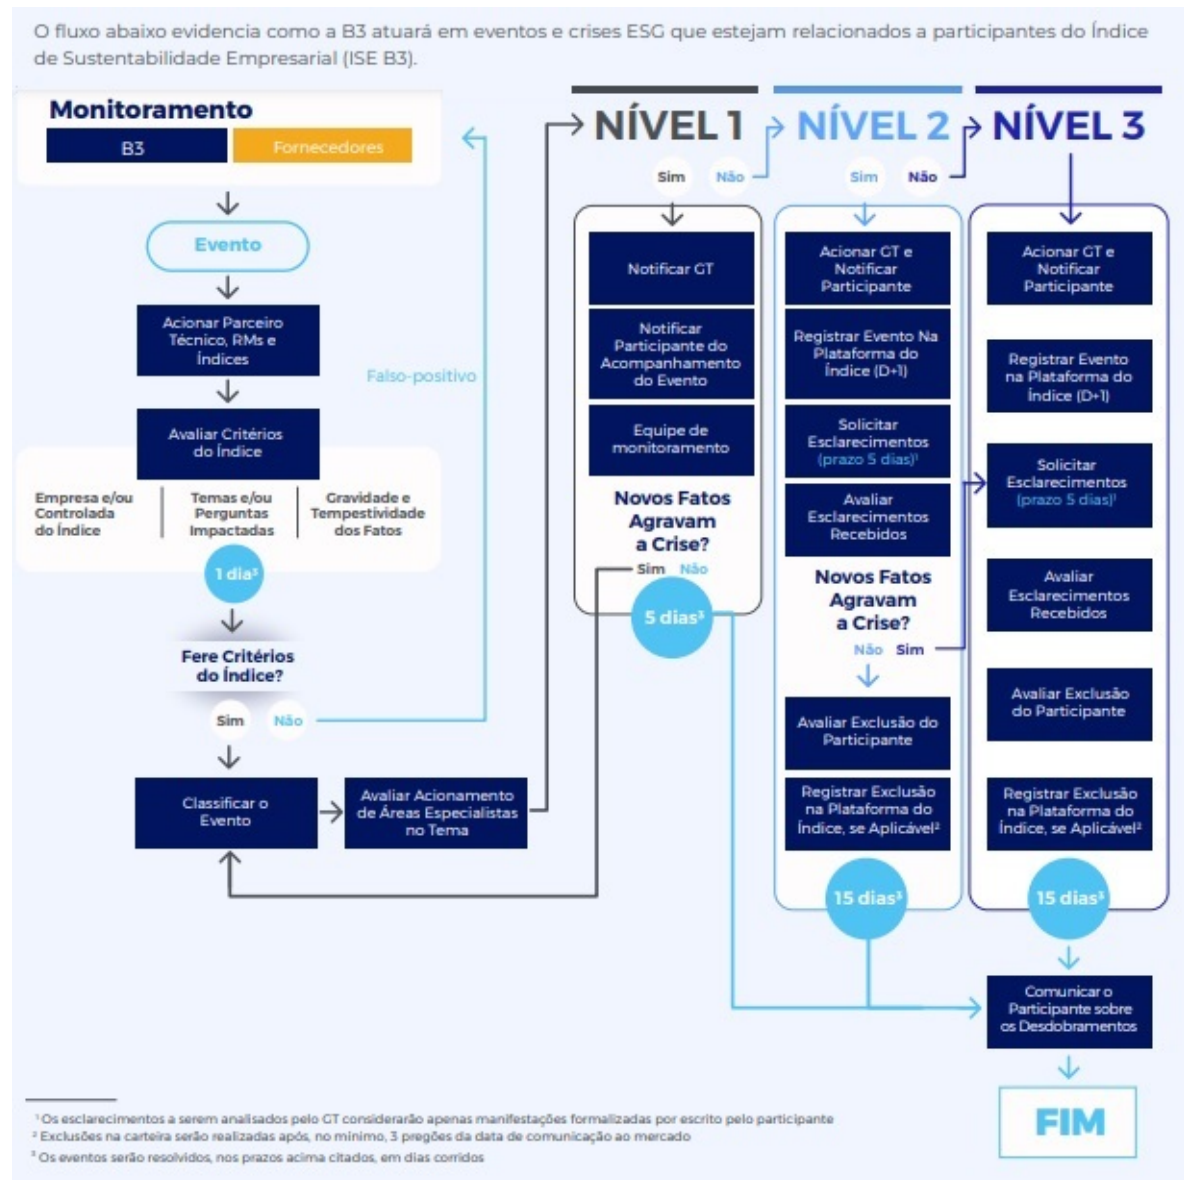 O fluxo abaixo evidencia como a B3 atuará em eventos e crises ESG que estejam relacionados a participantes do Índice
de Sustentabilidade Empresarial (ISE B3).
Monitoramento
B3
Fornecedores
Evento
Acionar Parceiro
Técnico, RMs e
Índices
Falso-positivo
Avaliar Critérios
do Índice
Empresa e/ou
Controlada
do Índice
Temas e/ou
Perguntas
Impactadas
Gravidade e
Tempestividade
dos Fatos
1 dia³
Fere Critérios
do Índice?
Sim
Não
Classificar o
Evento
Avaliar Acionamento
de Áreas Especialistas
no Tema
NÍVEL 1
Sim
Não
Notificar GT
Notificar
Participante do
Acompanhamento
do Evento
Equipe de
monitoramento
Novos Fatos
Agravam
a Crise?
Sim Não
5 dias³
NÍVEL 2
Sim
Não
Acionar GT e
Notificar
Participante
Registrar Evento Na
Plataforma do
Índice (D+1)
Solicitar
Esclarecimentos
(prazo 5 dias)¹
Avaliar
Esclarecimentos
Recebidos
Novos Fatos
Agravam
a Crise?
Não Sim
Avaliar Exclusão do
Participante
Registrar Exclusão
na Plataforma do
Índice, se Aplicável²
15 dias³
NÍVEL 3
Acionar GT e
Notificar
Participante
Registrar Evento
na Plataforma do
Índice (D+1)
Solicitar
Esclarecimentos
(prazo 5 dias)¹
Avaliar
Esclarecimentos
Recebidos
Avaliar Exclusão
do Participante
Registrar Exclusão
na Plataforma do
Índice, se Aplicável²
15 dias³
Comunicar o
Participante sobre
os Desdobramentos
FIM
¹ Os esclarecimentos a serem analisados pelo GT considerarão apenas manifestações formalizadas por escrito pelo participante
² Exclusões na carteira serão realizadas após, no mínimo, 3 pregões da data de comunicação ao mercado
³ Os eventos serão resolvidos, nos prazos acima citados, em dias corridos